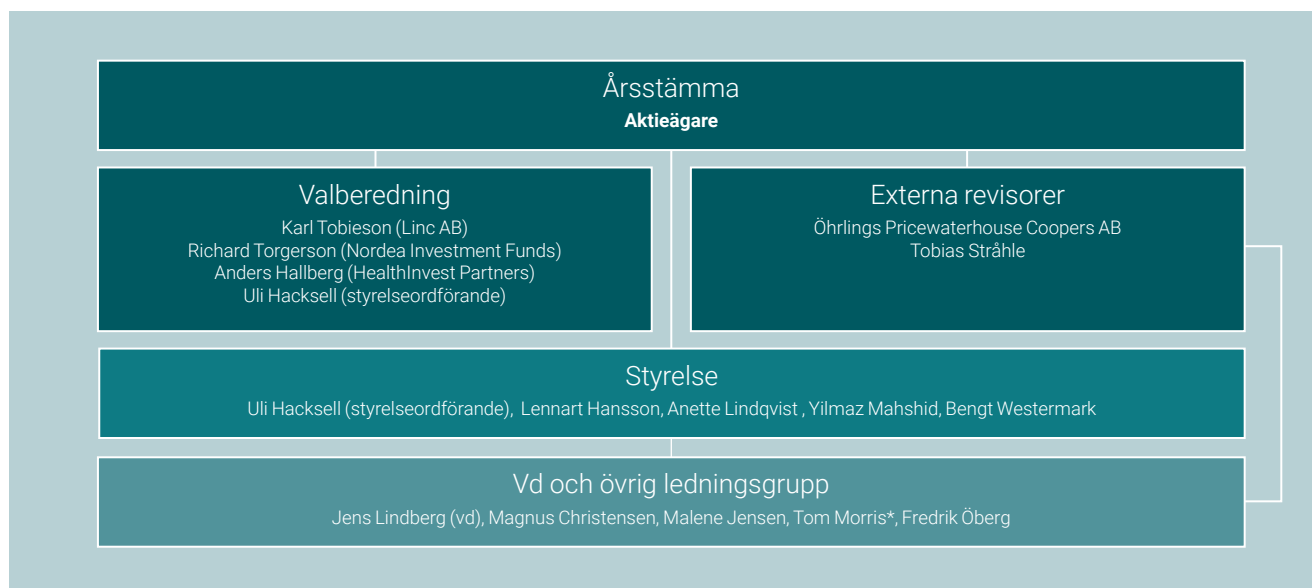 Årsstämma
Aktieägare
Valberedning
Karl Tobieson (Linc AB)
Richard Torgerson (Nordea Investment Funds)
Anders Hallberg (HealthInvest Partners)
Uli Hacksell (styrelseordförande)
Externa revisorer
Öhrlings Pricewaterhouse Coopers AB
Tobias Stråhle
Styrelse
Uli Hacksell (styrelseordförande), Lennart Hansson, Anette Lindqvist , Yilmaz Mahshid, Bengt Westermark
Vd och övrig ledningsgrupp
Jens Lindberg (vd), Magnus Christensen, Malene Jensen, Tom Morris*, Fredrik Öberg